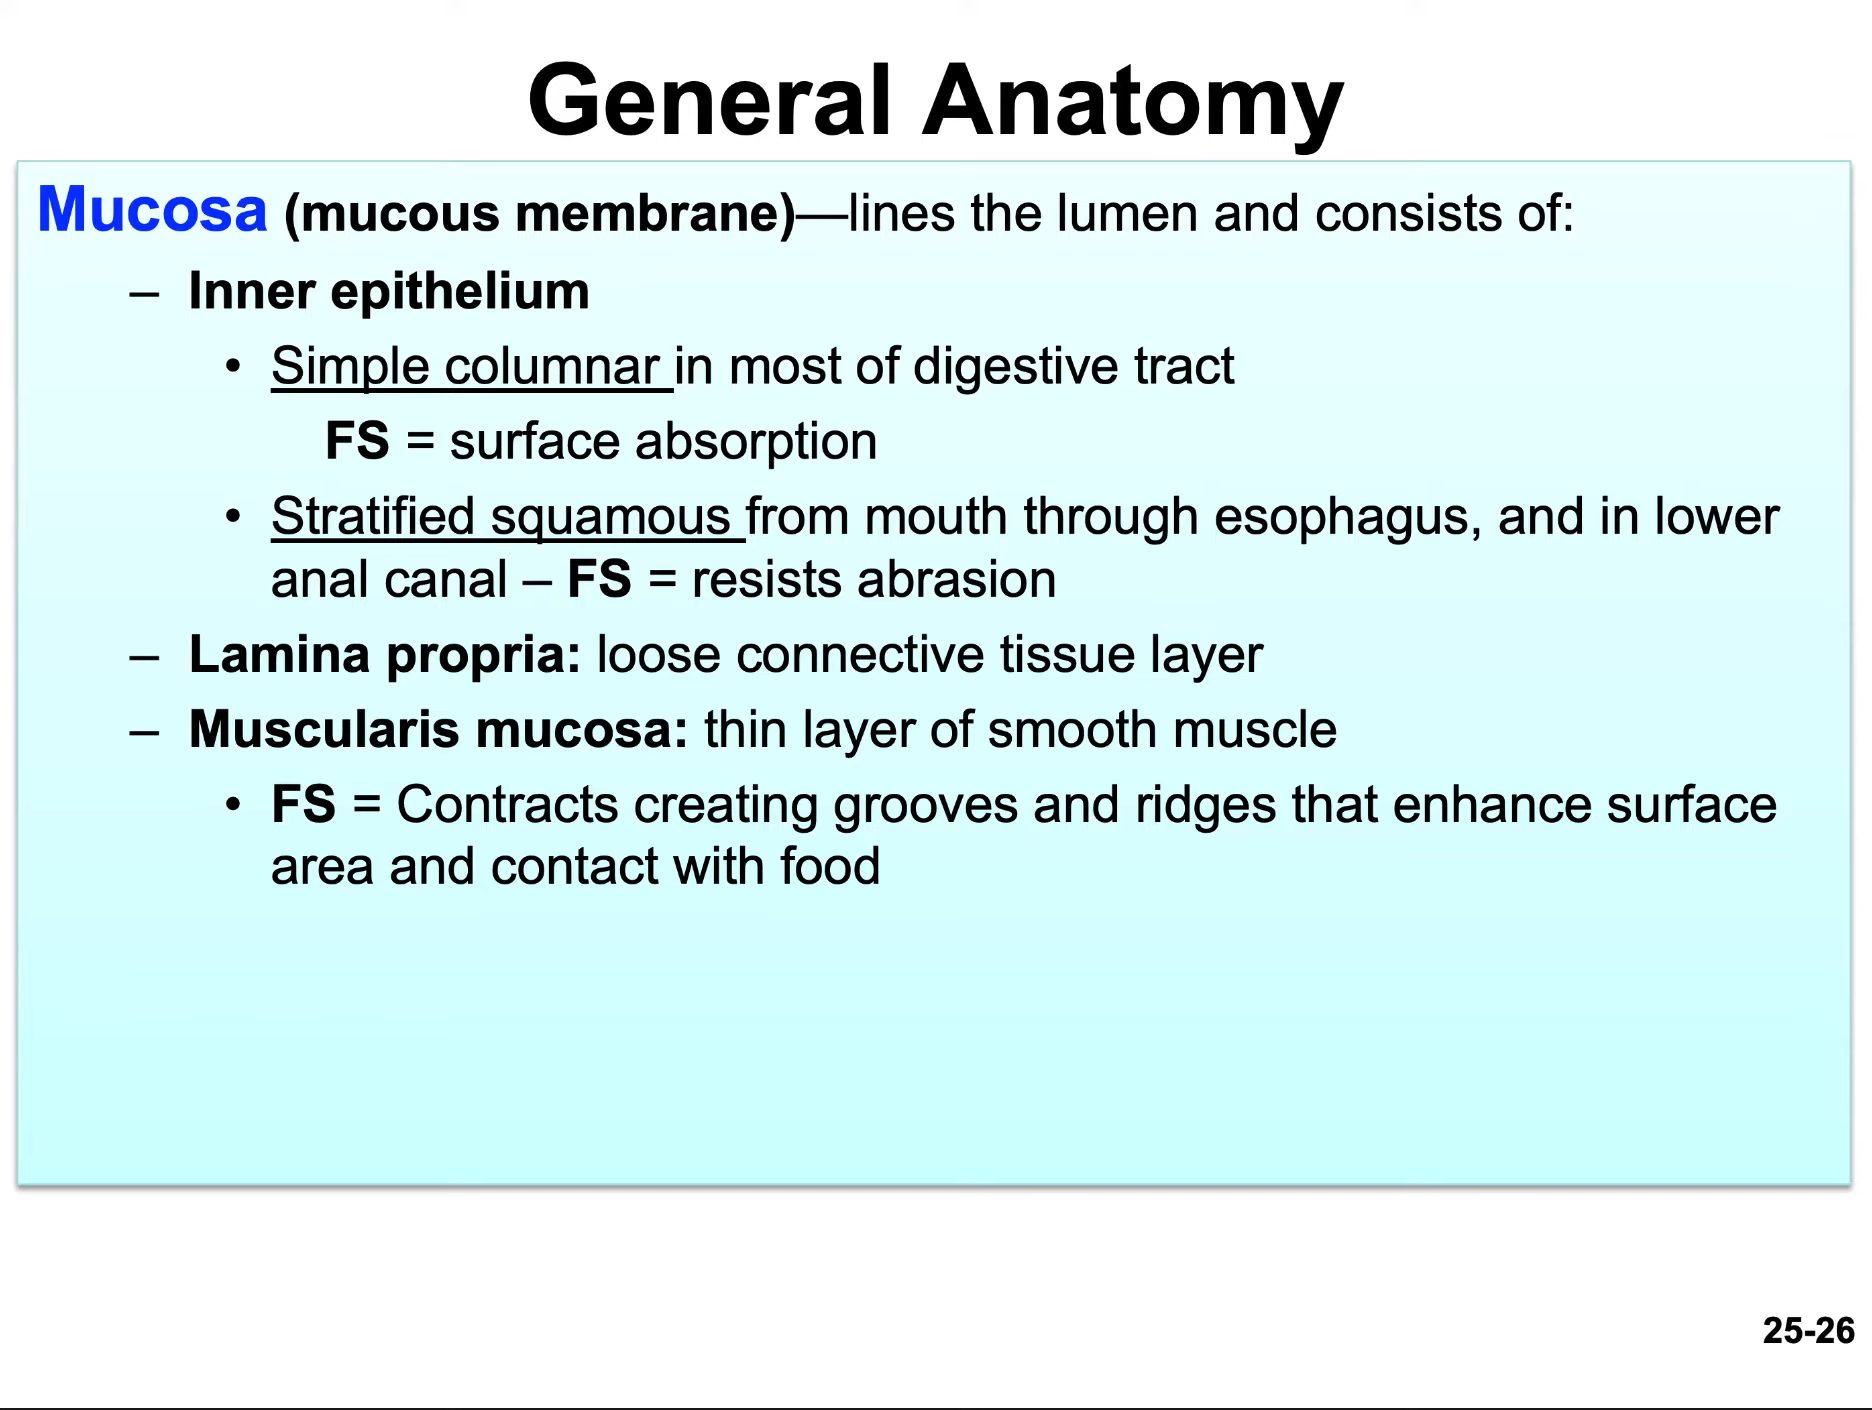 General Anatomy
Mucosa (mucous membrane)—lines the lumen and consists of:
– Inner epithelium
• Simple columnar in most of digestive tract
FS = surface absorption
• Stratified squamous from mouth through esophagus, and in lower
anal canal – FS = resists abrasion
– Lamina propria: loose connective tissue layer
– Muscularis mucosa: thin layer of smooth muscle
• FS = Contracts creating grooves and ridges that enhance surface
area and contact with food
25-26